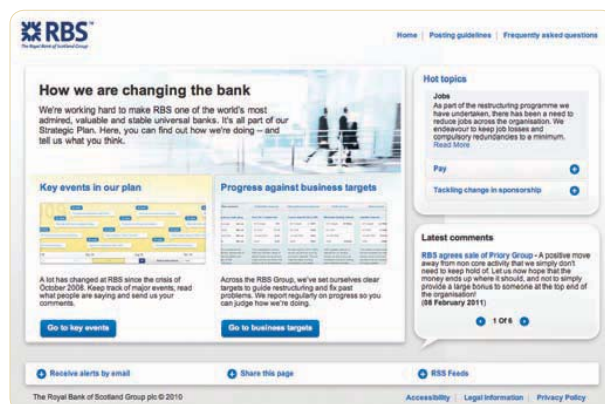 RBS
The Royal Bank of Scotland Group
Home | Posting guidelines | Frequently asked questions
How we are changing the bank
We're working hard to make RBS one of the world's most
admired, valuable and stable universal banks. It's all part of our
Strategic Plan. Here, you can find out how we're doing – and
tell us what you think.
Key events in our plan
A lot has changed at RBS since the crisis of
October 2008. Keep track of major events, read
what people are saying and send us your
comments.
Go to key events
Progress against business targets
Across the RBS Group, we've set ourselves clear
targets to guide restructuring and fix past
problems. We report regularly on progress so you
can judge how we're doing.
Go to business targets
Hot topics
Jobs
As part of the restructuring programme we
have undertaken, there has been a need to
reduce jobs across the organisation. We
endeavour to keep job losses and
compulsory redundancies to a minimum.
Read More
Pay
Tackling change in sponsorship
Latest comments
RBS agrees sale of Priory Group - A positive move
away from non core activity that we simply don't
need to keep hold of. Let us now hope that the
money ends up where it should, and not to simply
provide a large bonus to someone at the top end of
the organisation!
(08 February 2011)
1 Of 6
Receive alerts by email
Share this page
RSS Feeds
The Royal Bank of Scotland Group plc © 2010
Accessibility | Legal Information | Privacy Policy